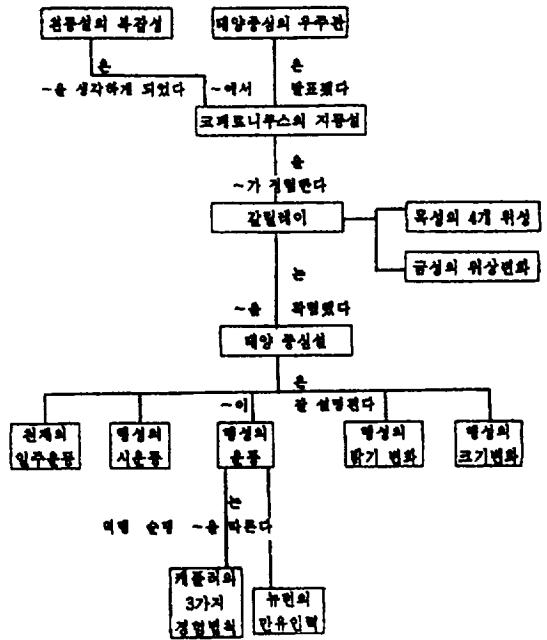 천동설의 복잡성
태양중심의 우주관
은
은
~을 생각하게 되었다
~에서
발표됐다
코페르니쿠스의 지동설
을
~가 지지한다
갈릴레이
목성의 4개 위성
금성의 위상변화
는
~을
확립했다
태양 중심설
은
~이
잘 설명된다
천체의
일주운동
행성의
시운동
행성의
운동
행성의
밝기 변화
행성의
크기변화
는
역행 순행 ~을 따른다
케플러의
3가지
경험법칙
뉴턴의
만유인력